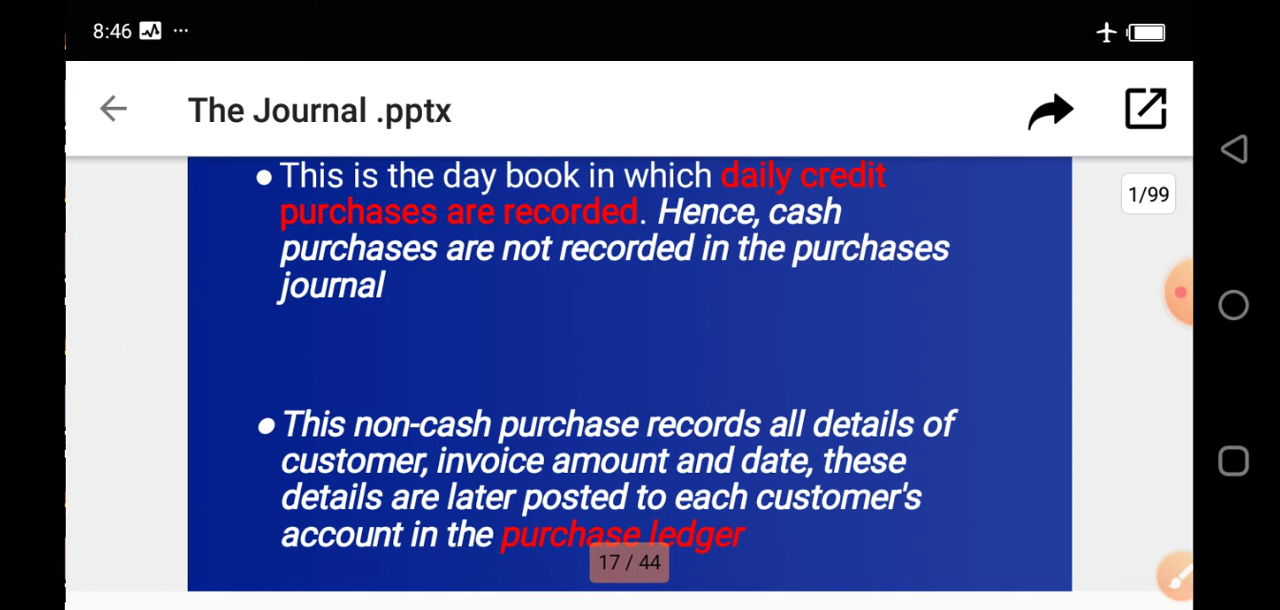 8:46 ...
The Journal .pptx
1/99
● This is the day book in which daily credit
purchases are recorded. Hence, cash
purchases are not recorded in the purchases
journal
● This non-cash purchase records all details of
customer, invoice amount and date, these
details are later posted to each customer's
account in the purchase ledger
17 / 44